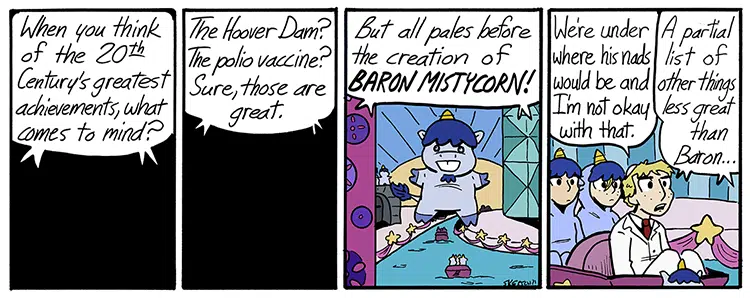 When you think
of the 20th
Century's greatest
achievements, what
comes to mind?
The Hoover Dam?
The polio vaccine?
Sure, those are
great.
But all pales before
the creation of
BARON MISTYCORN!
We're under
where his nads
would be and
I'm not okay
with that.
A partial
list of
other things
less great
than
Baron...